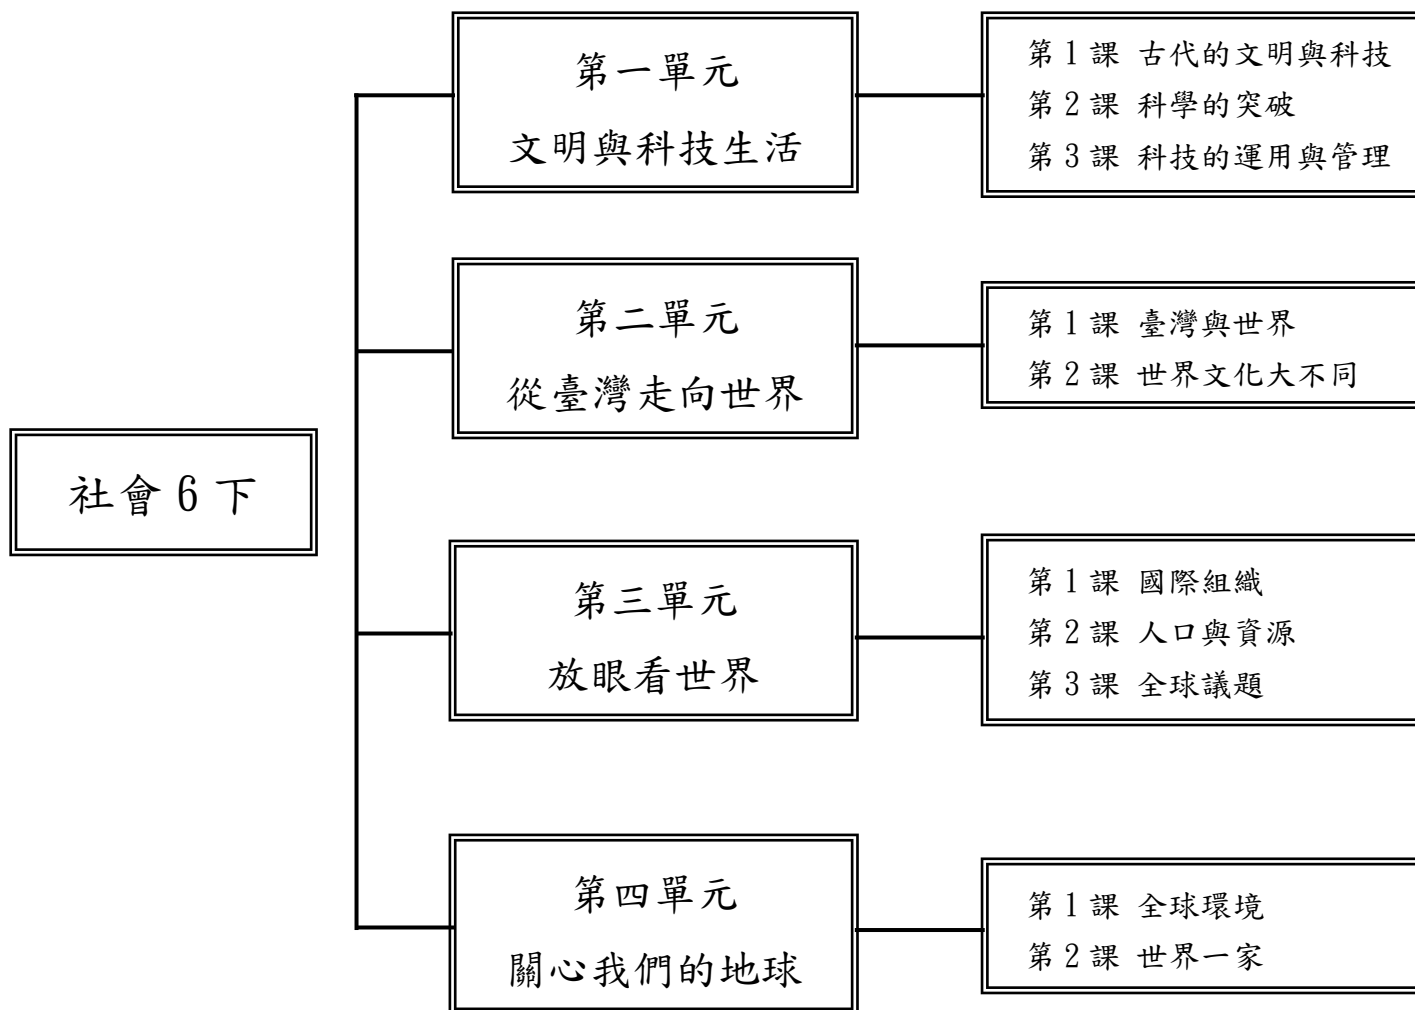 社會 6 下
第一單元
文明與科技生活
第 1 課 古代的文明與科技
第 2 課 科學的突破
第 3 課 科技的運用與管理
第二單元
從臺灣走向世界
第 1 課 臺灣與世界
第 2 課 世界文化大不同
第三單元
放眼看世界
第 1 課 國際組織
第 2 課 人口與資源
第 3 課 全球議題
第四單元
關心我們的地球
第 1 課 全球環境
第 2 課 世界一家